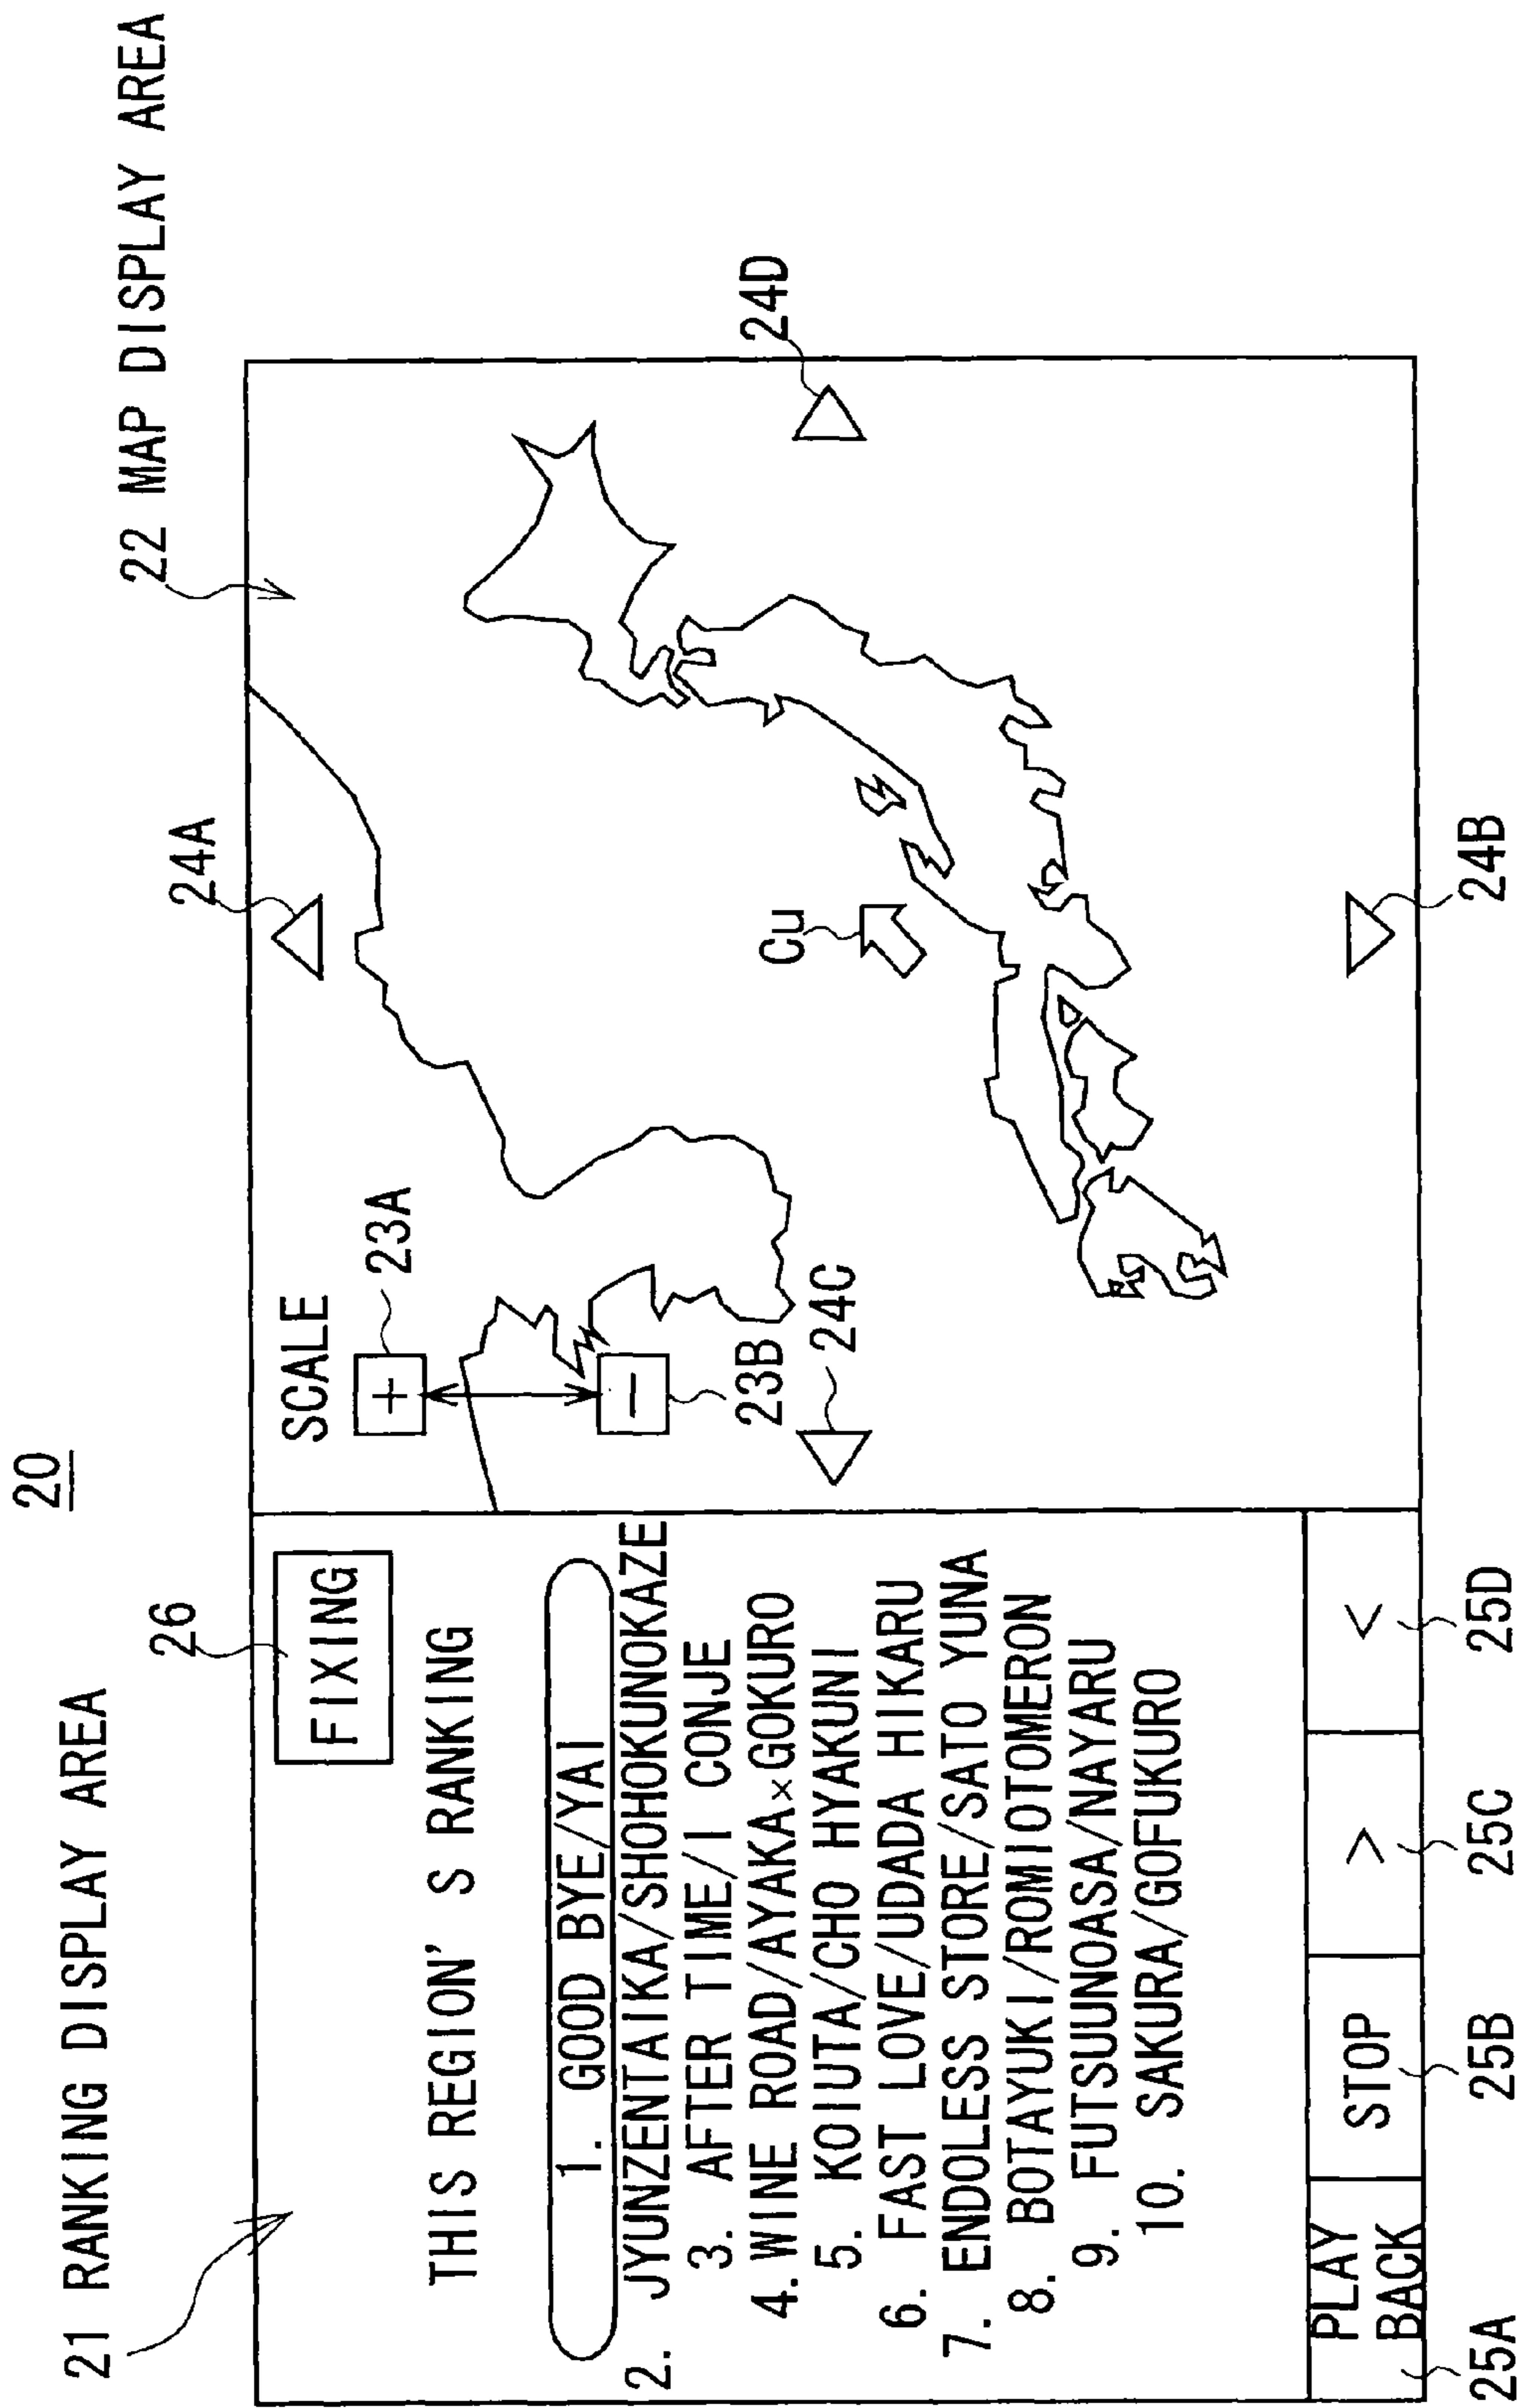 20
21 RANKING DISPLAY AREA
22 MAP DISPLAY AREA
26
24A
FIXING
SCALE
23A
+
THIS REGION'S RANKING
1. GOOD BYE/YAI
2. JYUNZENTAIKA/SHOHOKUNOKAZE
3. AFTER TIME/I CONJE
4. WINE ROAD/AYAKA×GOKURO
5. KOIUTA/CHO HYAKUNI
6. FAST LOVE/UDADA HIKARU
7. ENDOLESS STORE/SATO YUNA
8. BOTAYUKI/ROMIOTOMERON
9. FUTSUUNOASA/NAYARU
10. SAKURA/GOFUKURO
−
23B
24C
Cu
24D
PLAY
BACK
STOP
∨
∧
25A
25B
25C
25D
24B